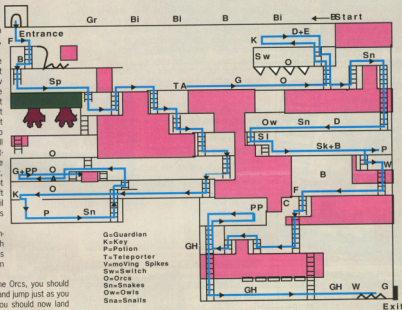 Gr Bi Bi B Bi B Start
F Entrance
D+E
K
B
Sw
O
Sn
Sp
V
O
TA G O
Ow Sn D
Sl
O
Sk+B P
G+PP O
A
W
K O
B
F
P Sn
PP
C
G=Guardian
K=Key
P=Potion
T=Teleporter
V=moVing Spikes
Sw=Switch
O=Orcs
Sn=Snakes
Ow=Owls
Sna=Snails
GH
GH GH W G
Exit
he Orcs, you should
and jump just as you
ou should now land